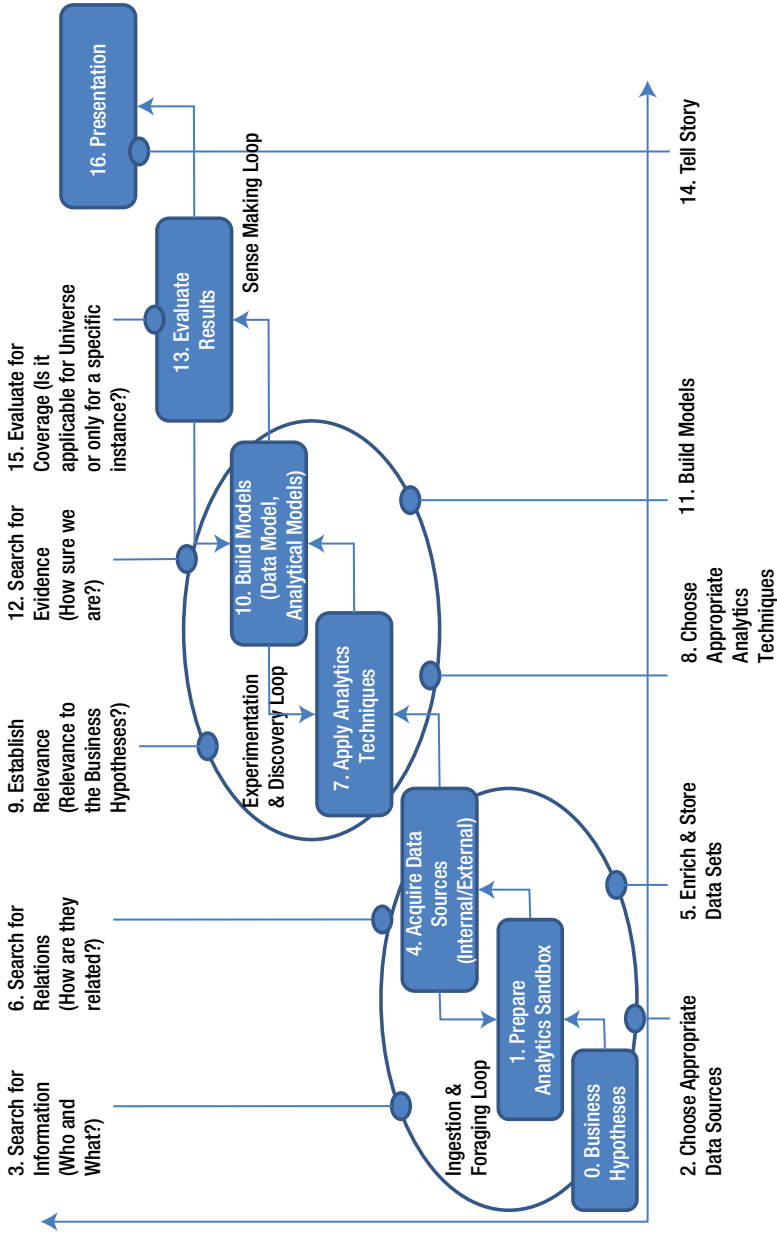 3. Search for
Information
(Who and
What?)
6. Search for
Relations
(How are they
related?)
9. Establish
Relevance
(Relevance to
the Business
Hypotheses?)
12. Search for
Evidence
(How sure we
are?)
15. Evaluate for
Coverage (Is it
applicable for Universe
or only for a specific
instance?)
16. Presentation
13. Evaluate
Results
Sense Making Loop
10. Build Models
(Data Model,
Analytical Models)
Experimentation
& Discovery Loop
7. Apply Analytics
Techniques
4. Acquire Data
Sources
(Internal/External)
Ingestion &
Foraging Loop
1. Prepare
Analytics Sandbox
0. Business
Hypotheses
2. Choose Appropriate
Data Sources
5. Enrich & Store
Data Sets
8. Choose
Appropriate
Analytics
Techniques
11. Build Models
14. Tell Story